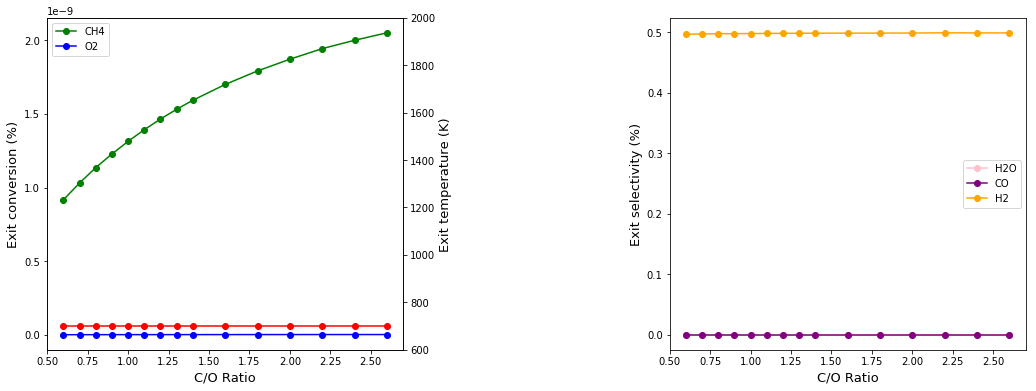 1e−9
CH4
O2
2.0
1.5
1.0
0.5
0.0
Exit conversion (%)
0.50 0.75 1.00 1.25 1.50 1.75 2.00 2.25 2.50
C/O Ratio
2000
1800
1600
1400
1200
1000
800
600
Exit temperature (K)
0.5
0.4
0.3
0.2
0.1
0.0
Exit selectivity (%)
H2O
CO
H2
0.50 0.75 1.00 1.25 1.50 1.75 2.00 2.25 2.50
C/O Ratio